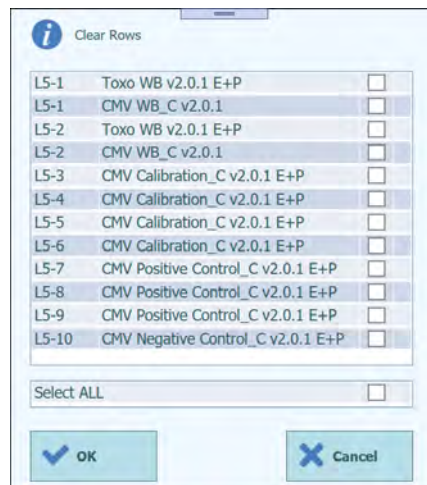 Clear Rows
L5-1 Toxo WB v2.0.1 E+P
L5-1 CMV WB_C v2.0.1
L5-2 Toxo WB v2.0.1 E+P
L5-2 CMV WB_C v2.0.1
L5-3 CMV Calibration_C v2.0.1 E+P
L5-4 CMV Calibration_C v2.0.1 E+P
L5-5 CMV Calibration_C v2.0.1 E+P
L5-6 CMV Calibration_C v2.0.1 E+P
L5-7 CMV Positive Control_C v2.0.1 E+P
L5-8 CMV Positive Control_C v2.0.1 E+P
L5-9 CMV Positive Control_C v2.0.1 E+P
L5-10 CMV Negative Control_C v2.0.1 E+P
Select ALL
OK Cancel